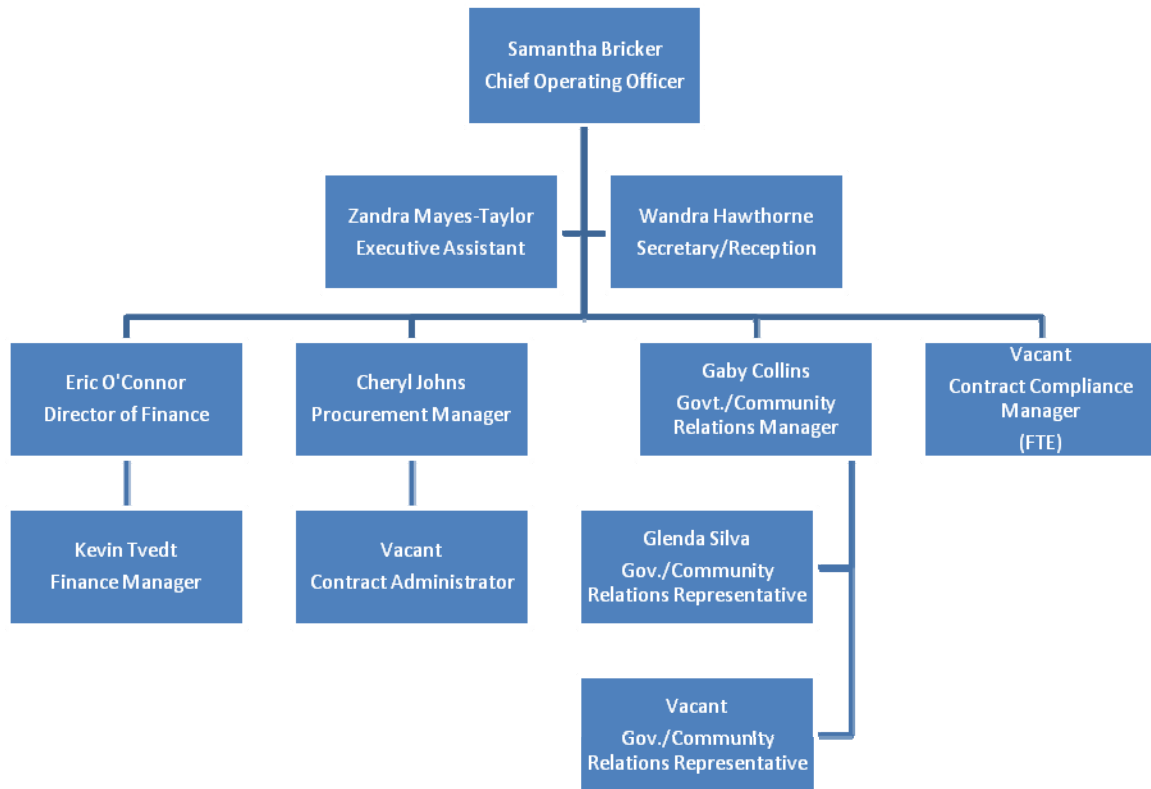 Samantha Bricker
Chief Operating Officer
Zandra Mayes-Taylor
Executive Assistant
Wandra Hawthorne
Secretary/Reception
Eric O'Connor
Director of Finance
Cheryl Johns
Procurement Manager
Gaby Collins
Govt./Community
Relations Manager
Vacant
Contract Compliance
Manager
(FTE)
Kevin Tvedt
Finance Manager
Vacant
Contract Administrator
Glenda Silva
Gov./Community
Relations Representative
Vacant
Gov./Community
Relations Representative